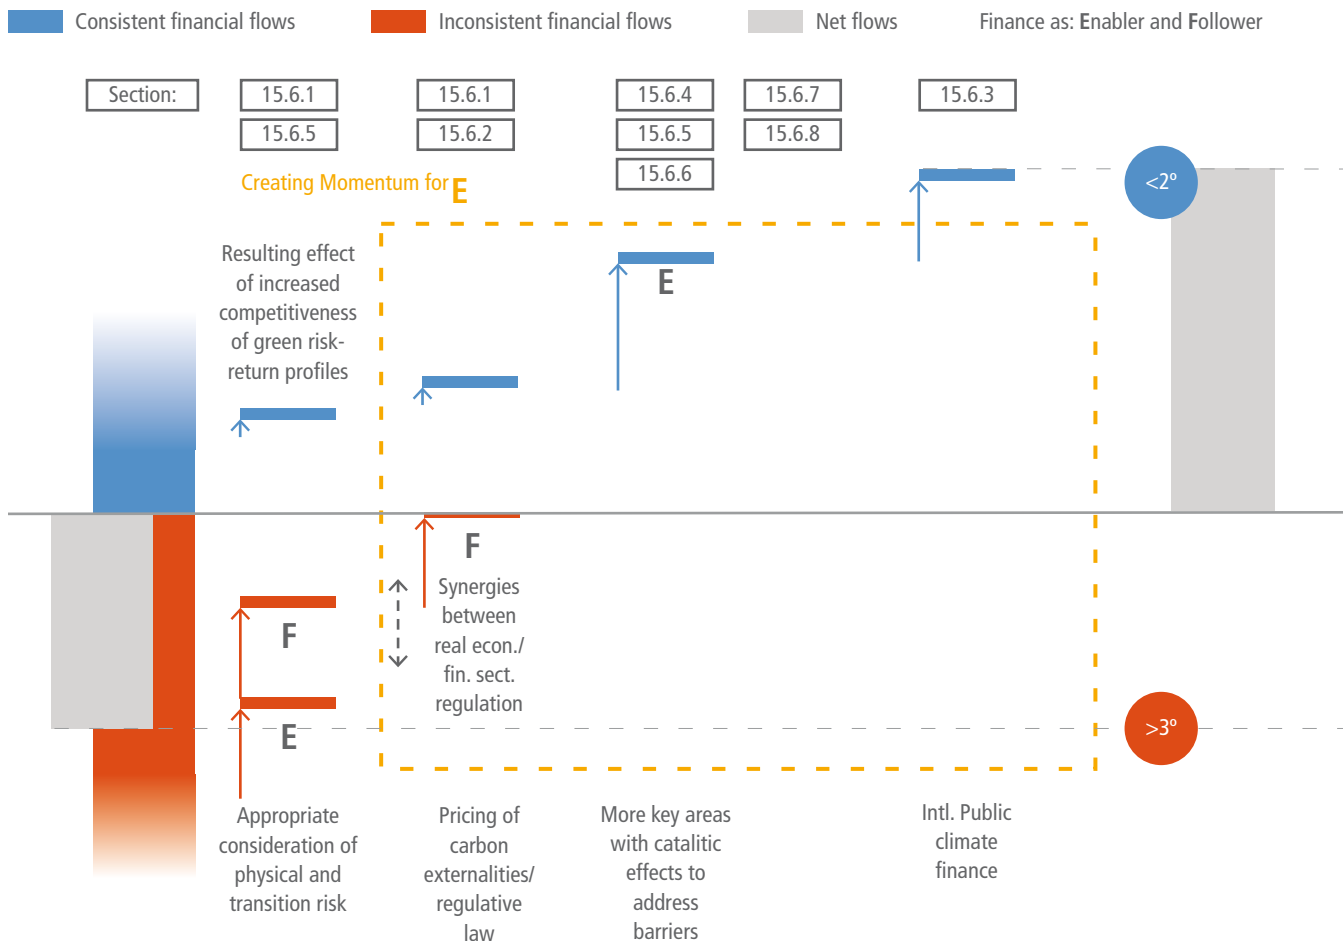 Consistent financial flows
Inconsistent financial flows
Net flows
Finance as: Enabler and Follower
Section:
15.6.1
15.6.1
15.6.4
15.6.7
15.6.3
15.6.5
15.6.2
15.6.5
15.6.8
15.6.6
Creating Momentum for E
<2°
Resulting effect
of increased
competitiveness
of green risk-
return profiles
E
F
Synergies
between
real econ./
fin. sect.
regulation
F
E
>3°
Appropriate
consideration of
physical and
transition risk
Pricing of
carbon
externalities/
regulative
law
More key areas
with catalitic
effects to
address
barriers
Intl. Public
climate
finance